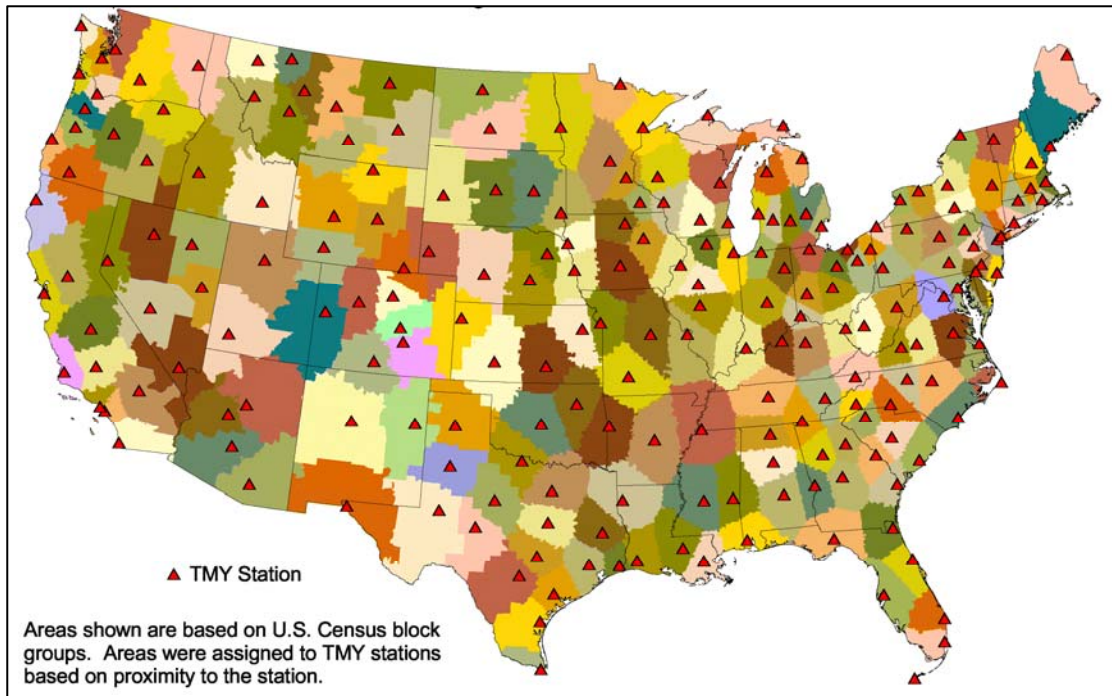 TMY Station
Areas shown are based on U.S. Census block
groups. Areas were assigned to TMY stations
based on proximity to the station.